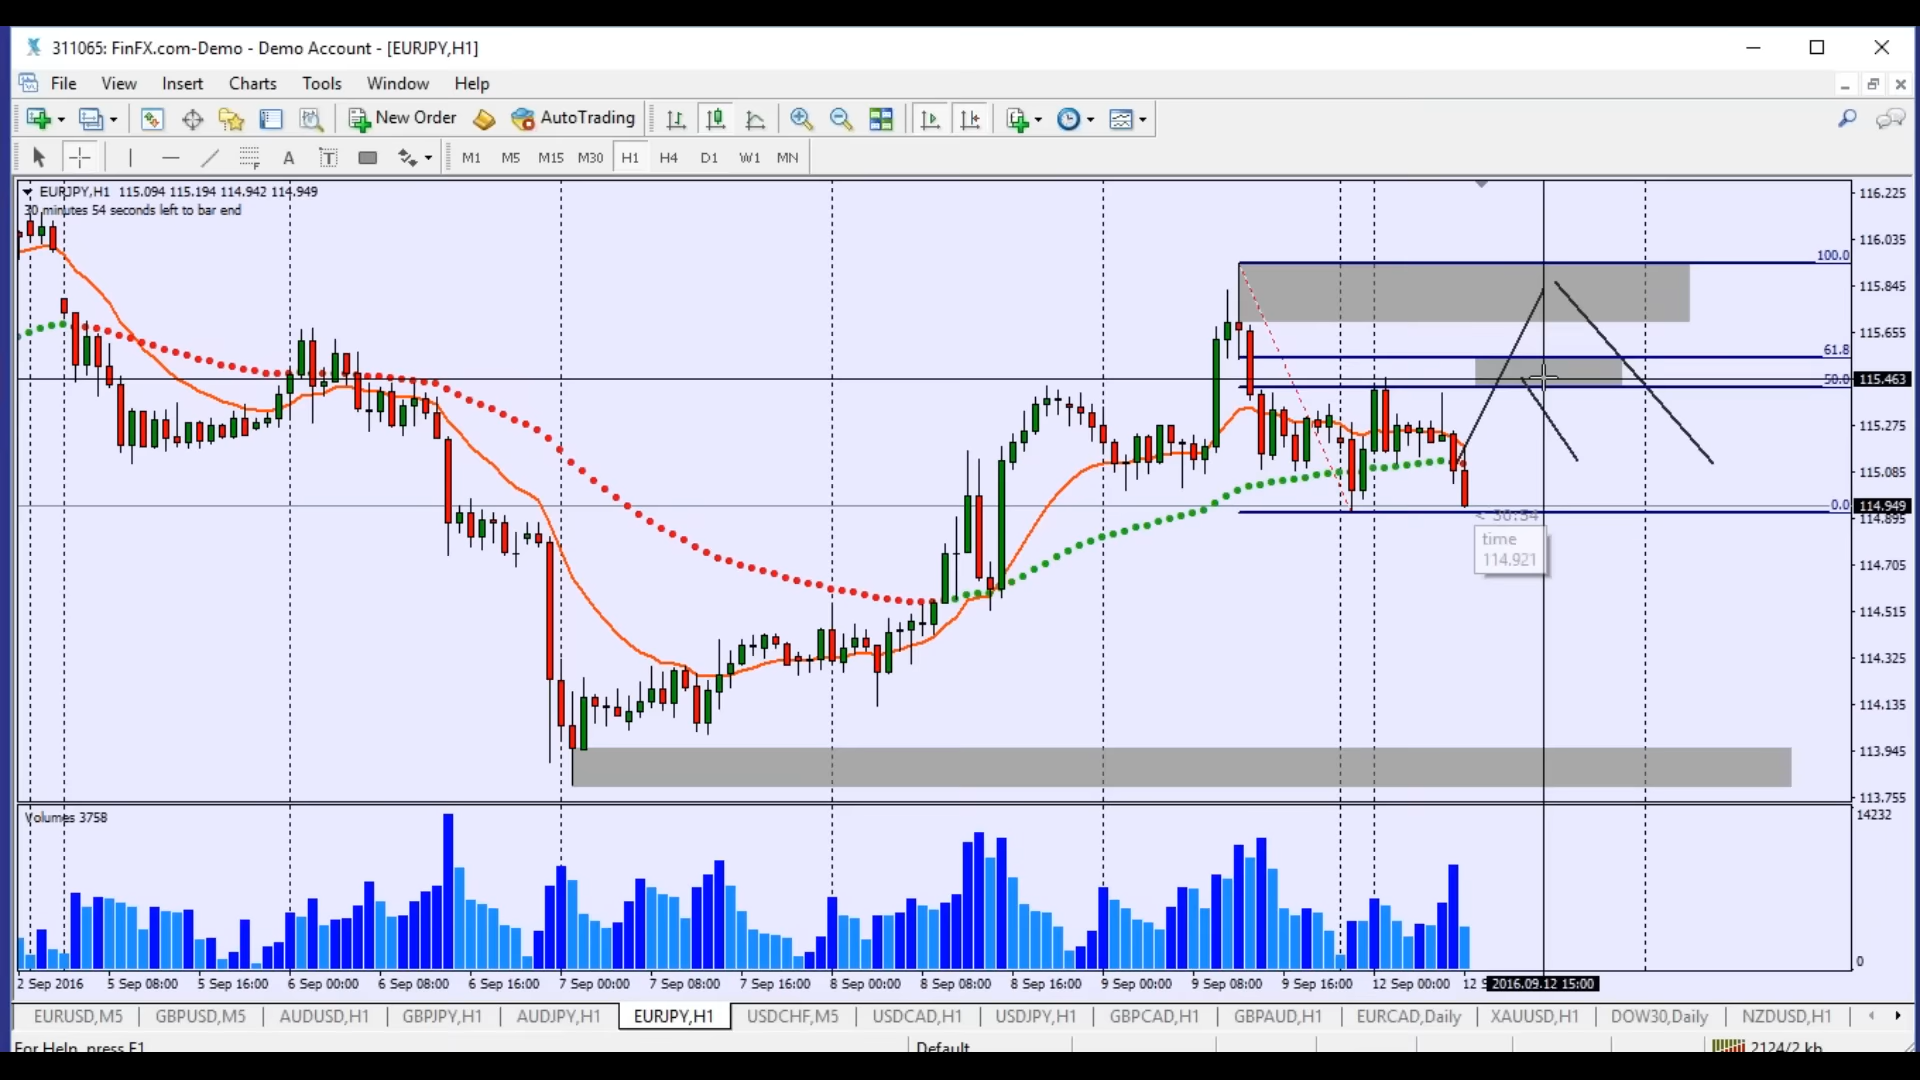 311065: FinFX.com-Demo - Demo Account - [EURJPY,H1]
File View Insert Charts Tools Window Help
New Order AutoTrading
A T M1 M5 M15 M30 H1 H4 D1 W1 MN
EURJPY,H1 115.094 115.194 114.942 114.949
30 minutes 54 seconds left to bar end
116.225
116.035
100.0
115.845
115.655
61.8
50.0 115.463
115.275
115.085
0.0 114.949
114.895
< 30:54
time
114.921
114.705
114.515
114.325
114.135
113.945
113.755
Volumes 3758
14232
0
2 Sep 2016 5 Sep 08:00 5 Sep 16:00 6 Sep 00:00 6 Sep 08:00 6 Sep 16:00 7 Sep 00:00 7 Sep 08:00 7 Sep 16:00 8 Sep 00:00 8 Sep 08:00 8 Sep 16:00 9 Sep 00:00 9 Sep 08:00 9 Sep 16:00 12 Sep 00:00 12 2016.09.12 15:00
EURUSD,M5 GBPUSD,M5 AUDUSD,H1 GBPJPY,H1 AUDJPY,H1 EURJPY,H1 USDCHF,M5 USDCAD,H1 USDJPY,H1 GBPCAD,H1 GBPAUD,H1 EURCAD,Daily XAUUSD,H1 DOW30,Daily NZDUSD,H1
For Help, press F1 Default 2124/2 kb